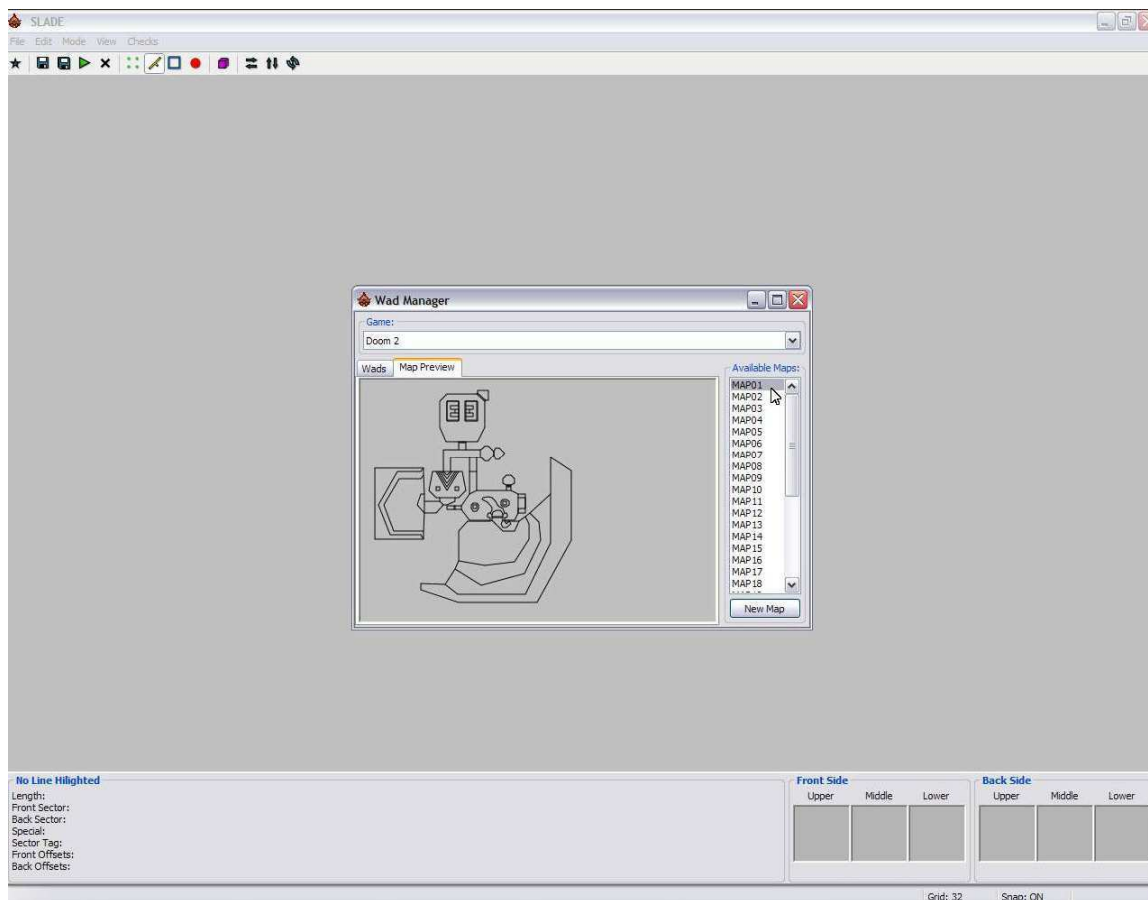 SLADE
File Edit Mode View Checks
Wad Manager
Game:
Doom 2
Wads Map Preview
Available Maps:
MAP01
MAP02
MAP03
MAP04
MAP05
MAP06
MAP07
MAP08
MAP09
MAP10
MAP11
MAP12
MAP13
MAP14
MAP15
MAP16
MAP17
MAP18
New Map
No Line Hilighted
Length:
Front Sector:
Back Sector:
Special:
Sector Tag:
Front Offsets:
Back Offsets:
Front Side
Upper Middle Lower
Back Side
Upper Middle Lower
Grid: 32 Snap: ON